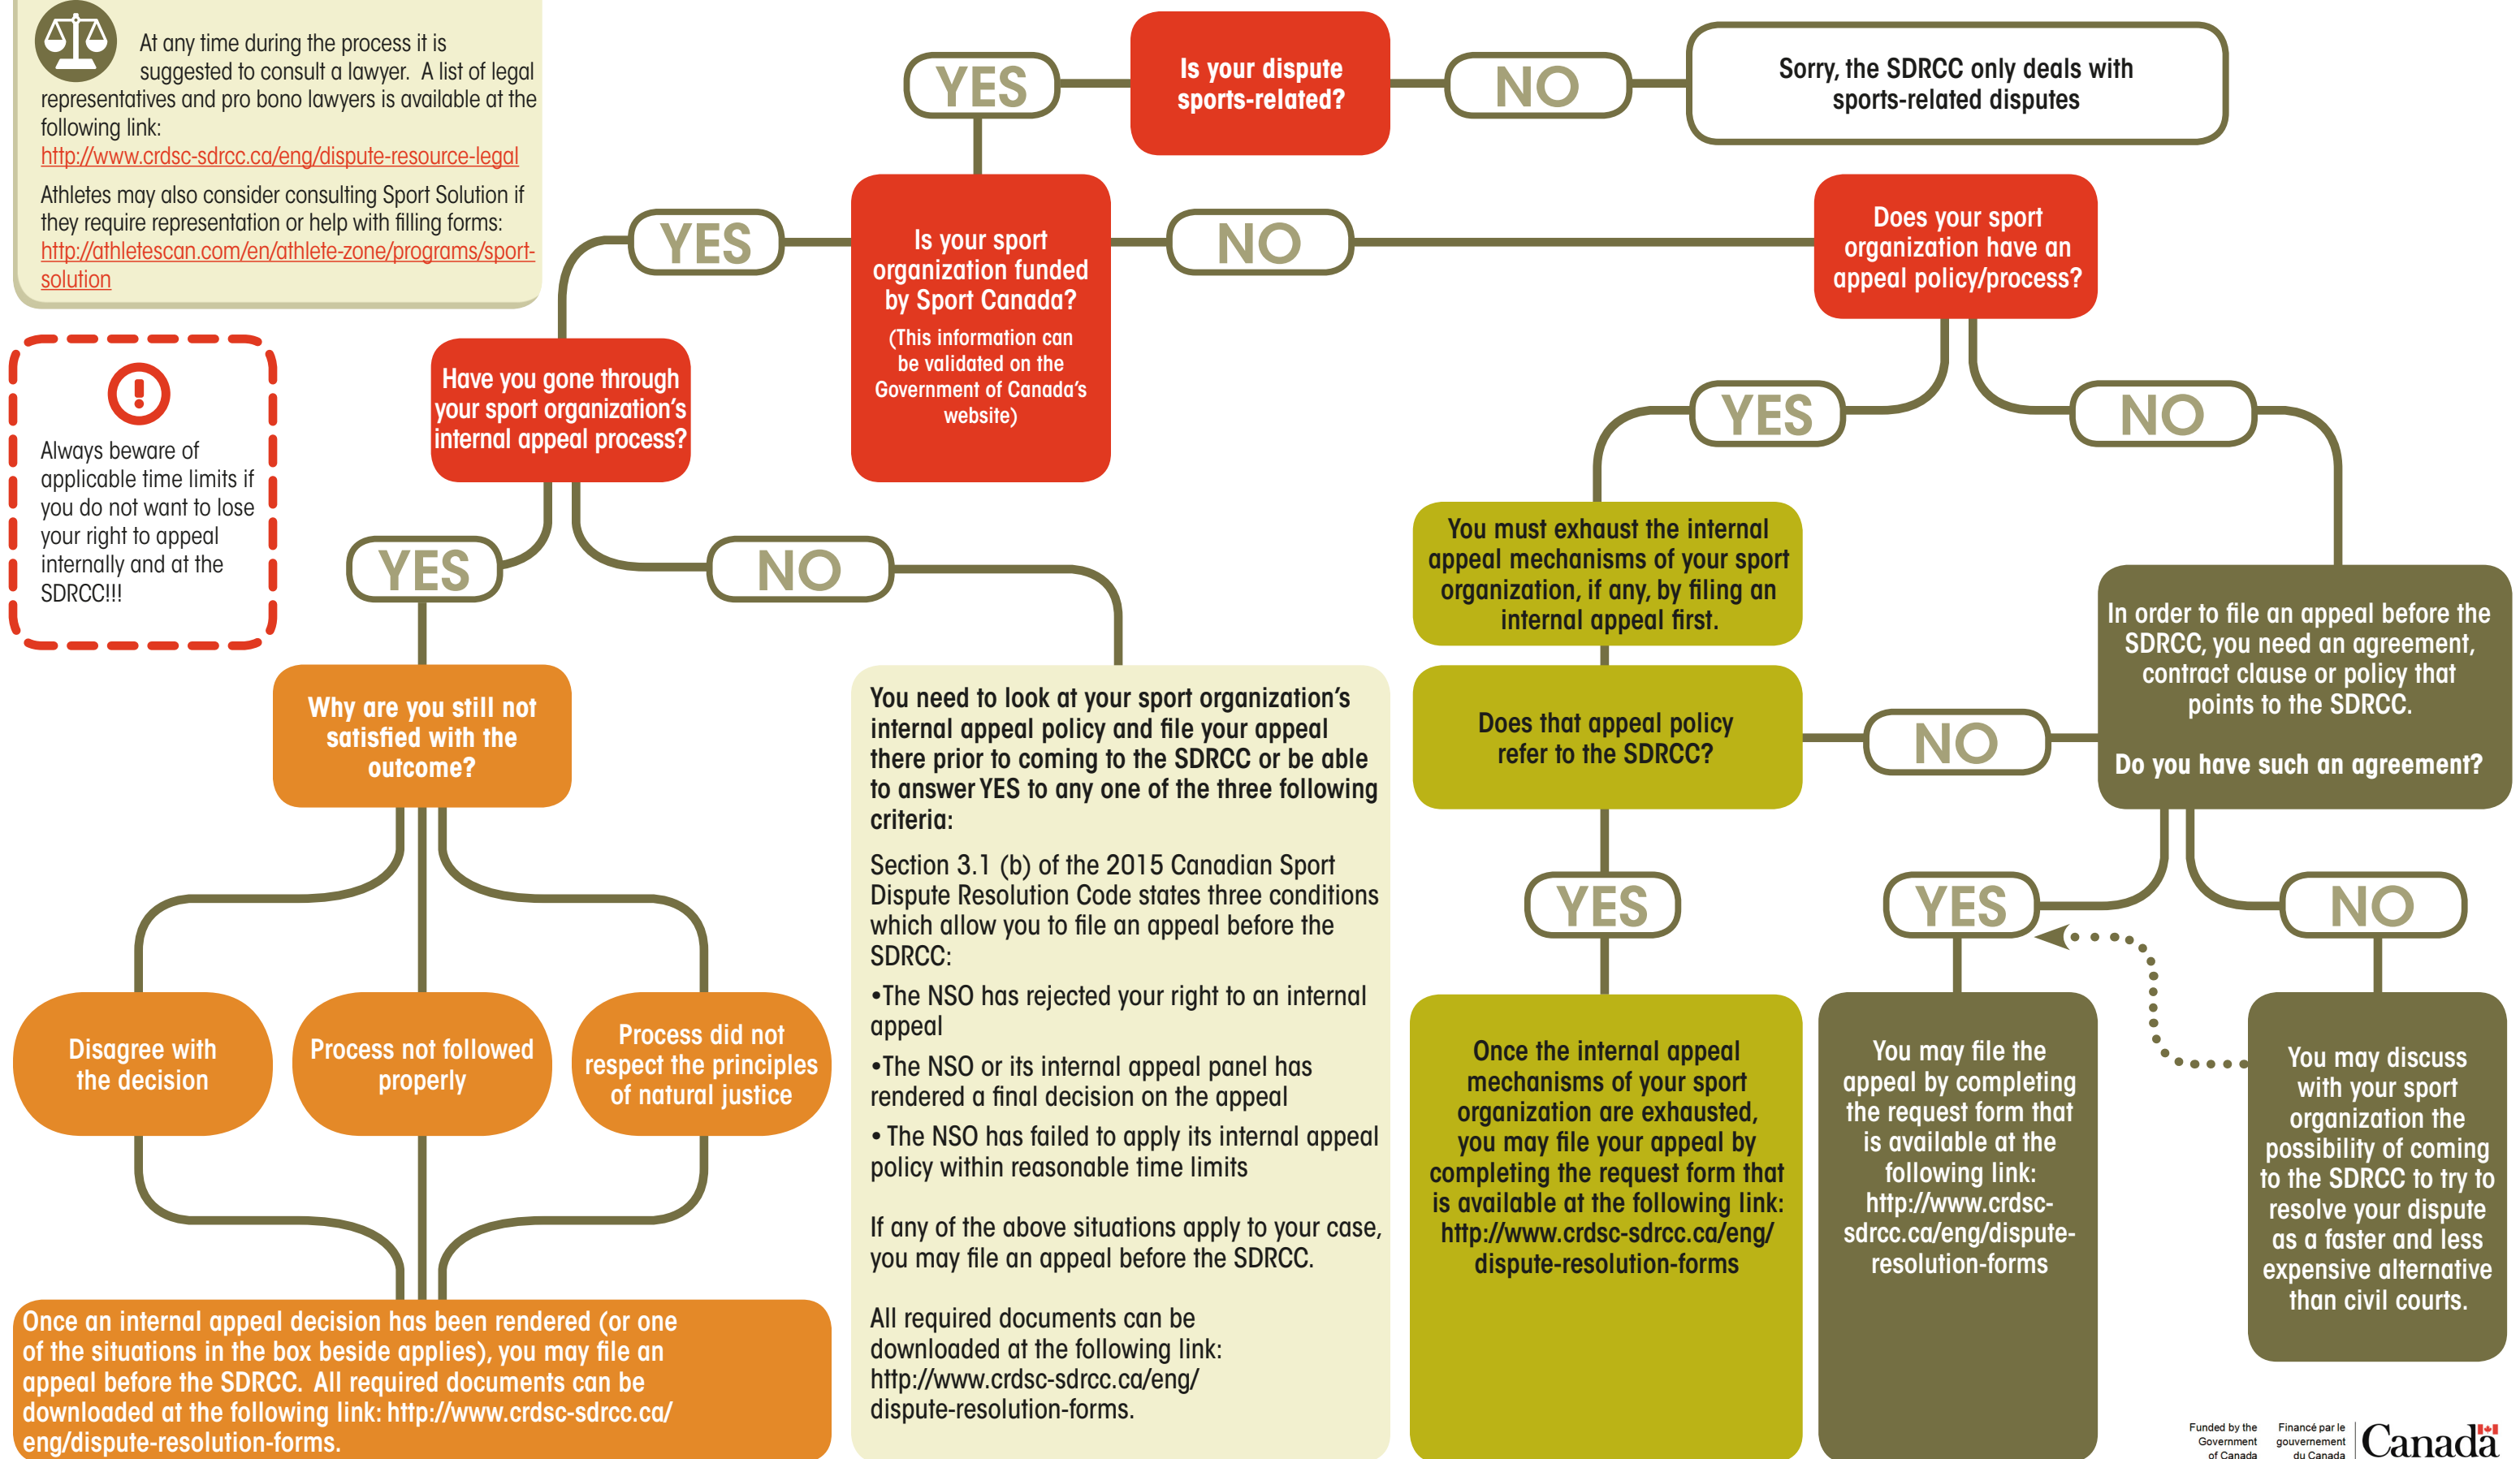 At any time during the process it is
suggested to consult a lawyer. A list of legal
representatives and pro bono lawyers is available at the
following link:
http://www.crdsc-sdrcc.ca/eng/dispute-resource-legal
Athletes may also consider consulting Sport Solution if
they require representation or help with filling forms:
http://athletescan.com/en/athlete-zone/programs/sport-
solution
Always beware of
applicable time limits if
you do not want to lose
your right to appeal
internally and at the
SDRCC!!!
Is your dispute
sports-related?
YES
NO
Sorry, the SDRCC only deals with
sports-related disputes
Is your sport
organization funded
by Sport Canada?
(This information can
be validated on the
Government of Canada's
website)
YES
NO
Does your sport
organization have an
appeal policy/process?
Have you gone through
your sport organization's
internal appeal process?
YES
NO
YES
NO
Why are you still not
satisfied with the
outcome?
Disagree with
the decision
Process not followed
properly
Process did not
respect the principles
of natural justice
Once an internal appeal decision has been rendered (or one
of the situations in the box beside applies), you may file an
appeal before the SDRCC. All required documents can be
downloaded at the following link: http://www.crdsc-sdrcc.ca/
eng/dispute-resolution-forms.
You need to look at your sport organization's
internal appeal policy and file your appeal
there prior to coming to the SDRCC or be able
to answer YES to any one of the three following
criteria:
Section 3.1 (b) of the 2015 Canadian Sport
Dispute Resolution Code states three conditions
which allow you to file an appeal before the
SDRCC:
•The NSO has rejected your right to an internal
appeal
•The NSO or its internal appeal panel has
rendered a final decision on the appeal
• The NSO has failed to apply its internal appeal
policy within reasonable time limits
If any of the above situations apply to your case,
you may file an appeal before the SDRCC.
All required documents can be
downloaded at the following link:
http://www.crdsc-sdrcc.ca/eng/
dispute-resolution-forms.
You must exhaust the internal
appeal mechanisms of your sport
organization, if any, by filing an
internal appeal first.
Does that appeal policy
refer to the SDRCC?
NO
YES
Once the internal appeal
mechanisms of your sport
organization are exhausted,
you may file your appeal by
completing the request form that
is available at the following link:
http://www.crdsc-sdrcc.ca/eng/
dispute-resolution-forms
In order to file an appeal before the
SDRCC, you need an agreement,
contract clause or policy that
points to the SDRCC.
Do you have such an agreement?
YES
NO
You may file the
appeal by completing
the request form that
is available at the
following link:
http://www.crdsc-
sdrcc.ca/eng/dispute-
resolution-forms
You may discuss
with your sport
organization the
possibility of coming
to the SDRCC to try to
resolve your dispute
as a faster and less
expensive alternative
than civil courts.
Funded by the
Government
of Canada
Financé par le
gouvernement
du Canada
Canada